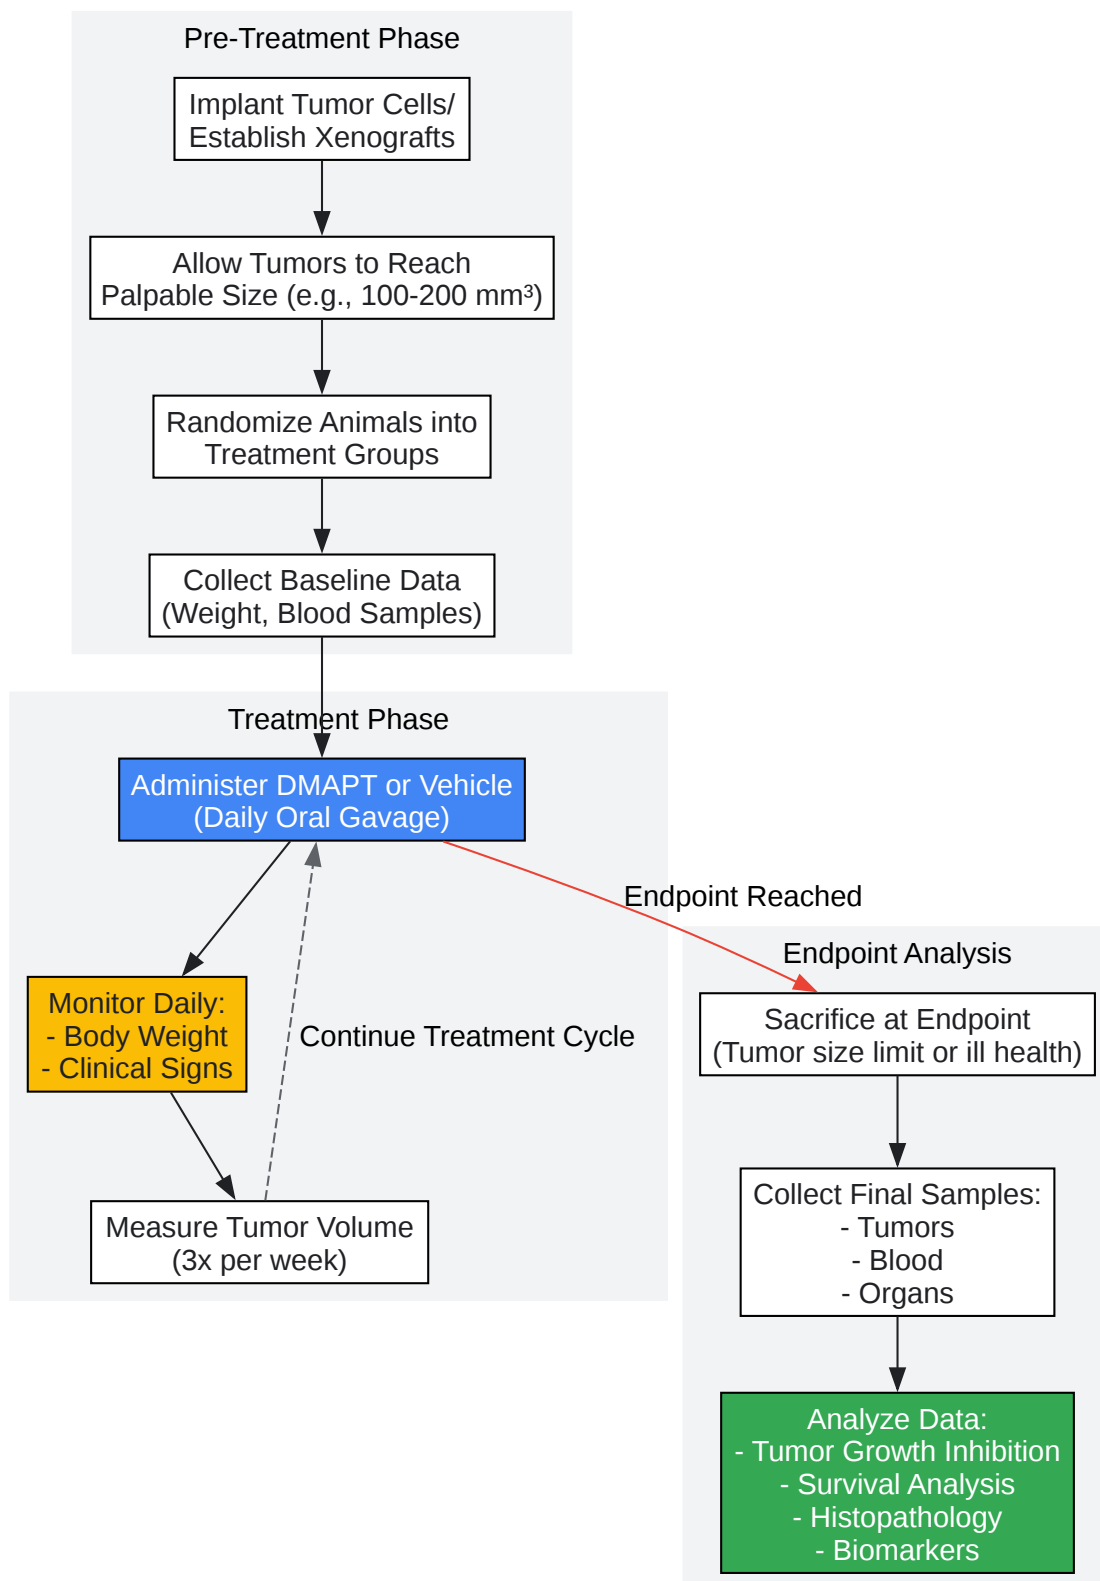 Pre-Treatment Phase
Implant Tumor Cells/
Establish Xenografts
Allow Tumors to Reach
Palpable Size (e.g., 100-200 mm³)
Randomize Animals into
Treatment Groups
Collect Baseline Data
(Weight, Blood Samples)
Treatment Phase
Administer DMAPT or Vehicle
(Daily Oral Gavage)
Endpoint Reached
Monitor Daily:
- Body Weight
- Clinical Signs
Continue Treatment Cycle
Measure Tumor Volume
(3x per week)
Endpoint Analysis
Sacrifice at Endpoint
(Tumor size limit or ill health)
Collect Final Samples:
- Tumors
- Blood
- Organs
Analyze Data:
- Tumor Growth Inhibition
- Survival Analysis
- Histopathology
- Biomarkers